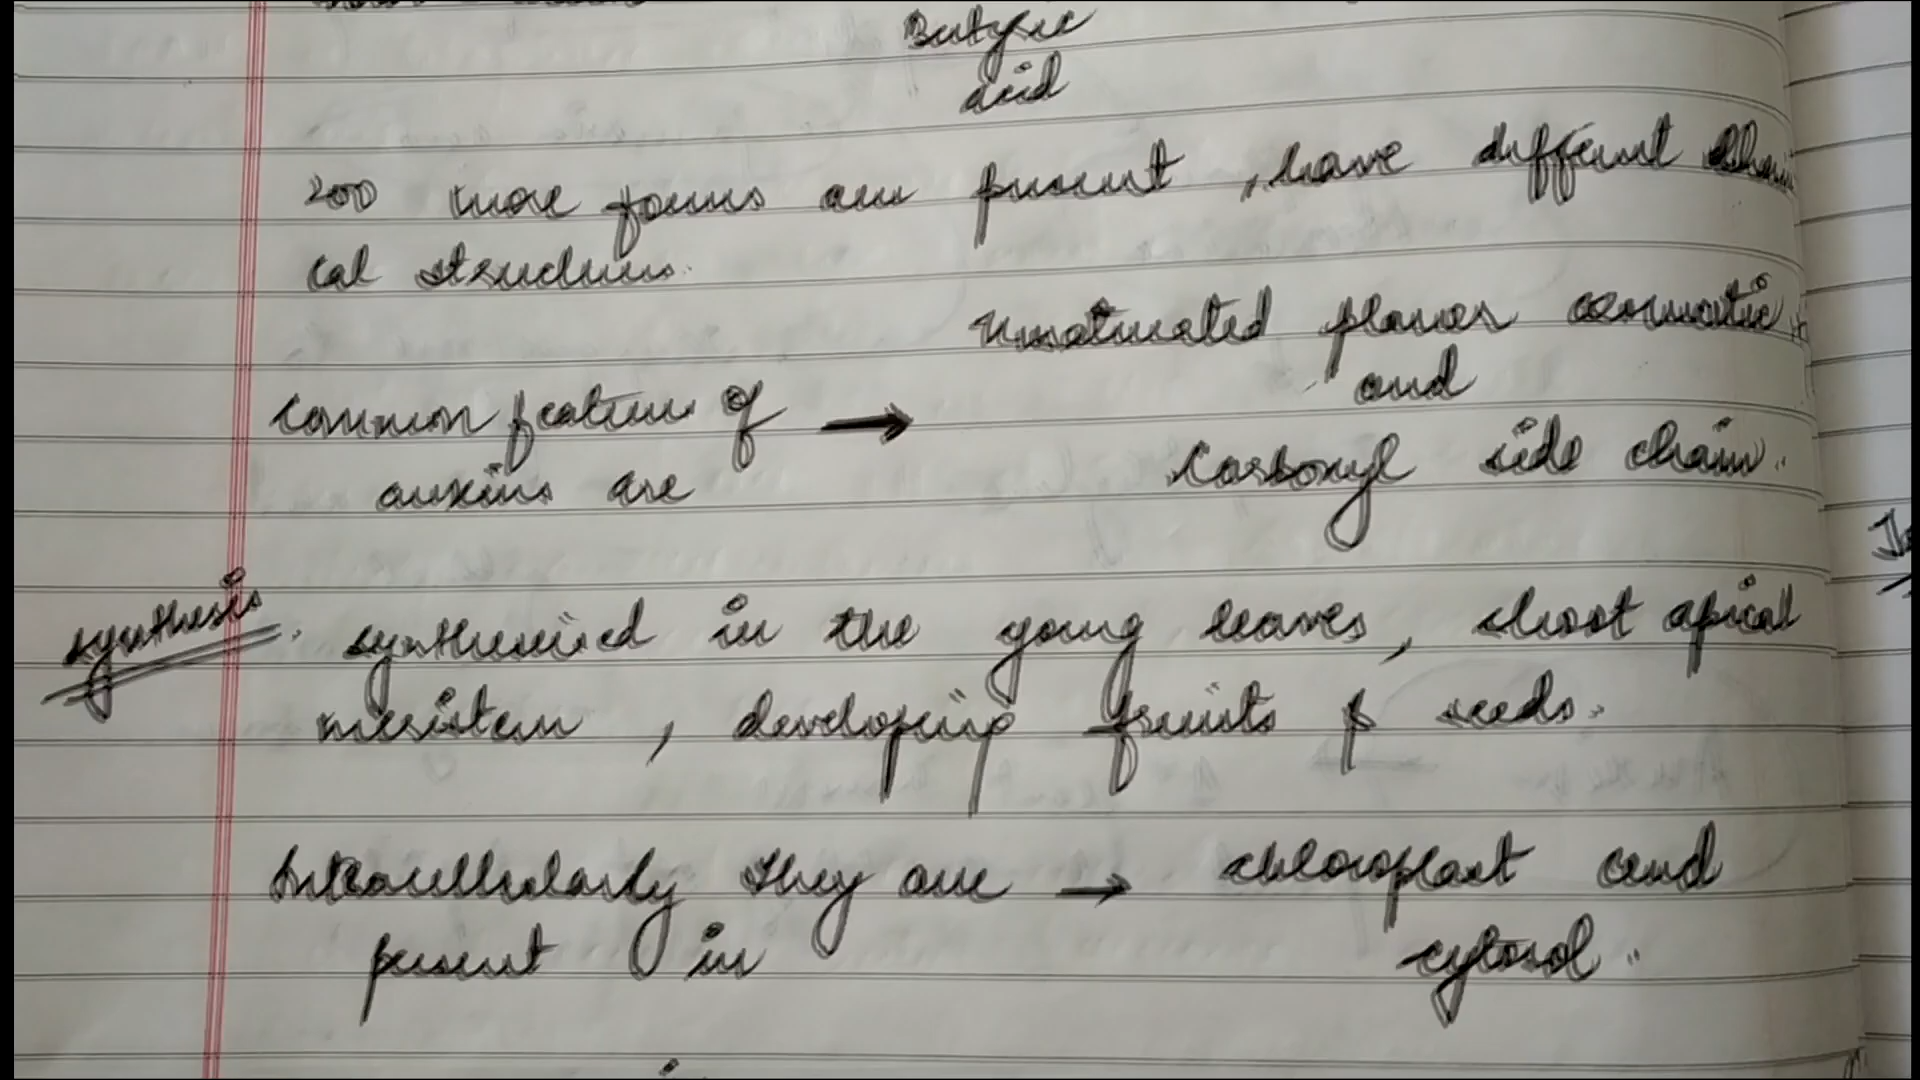 Butyric
acid
200 more forms are present, have different chemi
cal structures.
Unsaturated planar aromatic
and
Common features of →
carboxyl side chain.
auxins are
synthesis
synthesized in the young leaves, shoot apical
meristem, developing fruits & seeds.
Intracellularly they are → chloroplast and
present in cytosol.